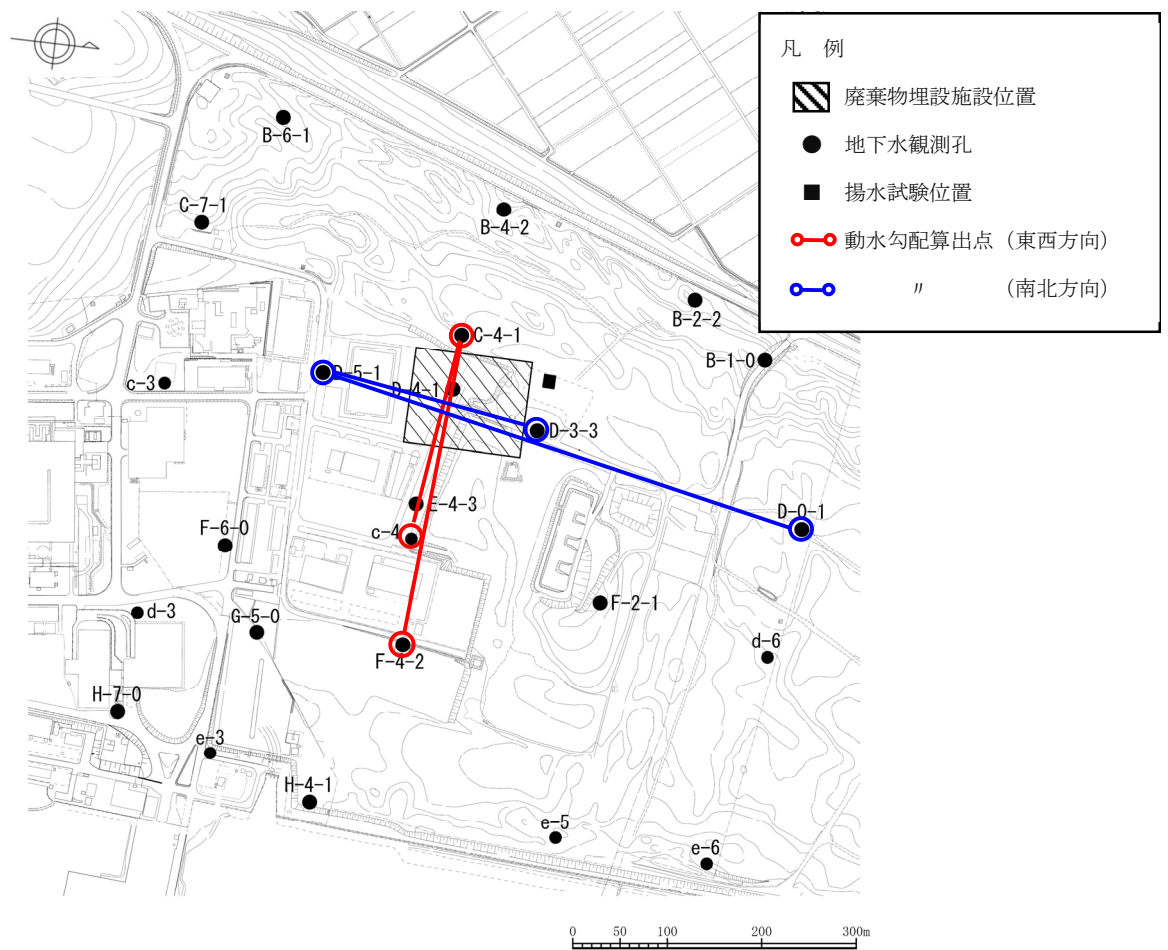 凡 例
廃棄物埋設施設位置
地下水観測孔
揚水試験位置
動水勾配算出点（東西方向）
〃 （南北方向）
B-6-1
C-7-1
B-4-2
B-2-2
C-4-1
B-1-0
c-3
D-5-1
D-4-1
D-3-3
E-4-3
D-0-1
c-4
F-6-0
F-2-1
d-3
G-5-0
F-4-2
d-6
H-7-0
e-3
H-4-1
e-5
e-6
0 50 100 200 300m